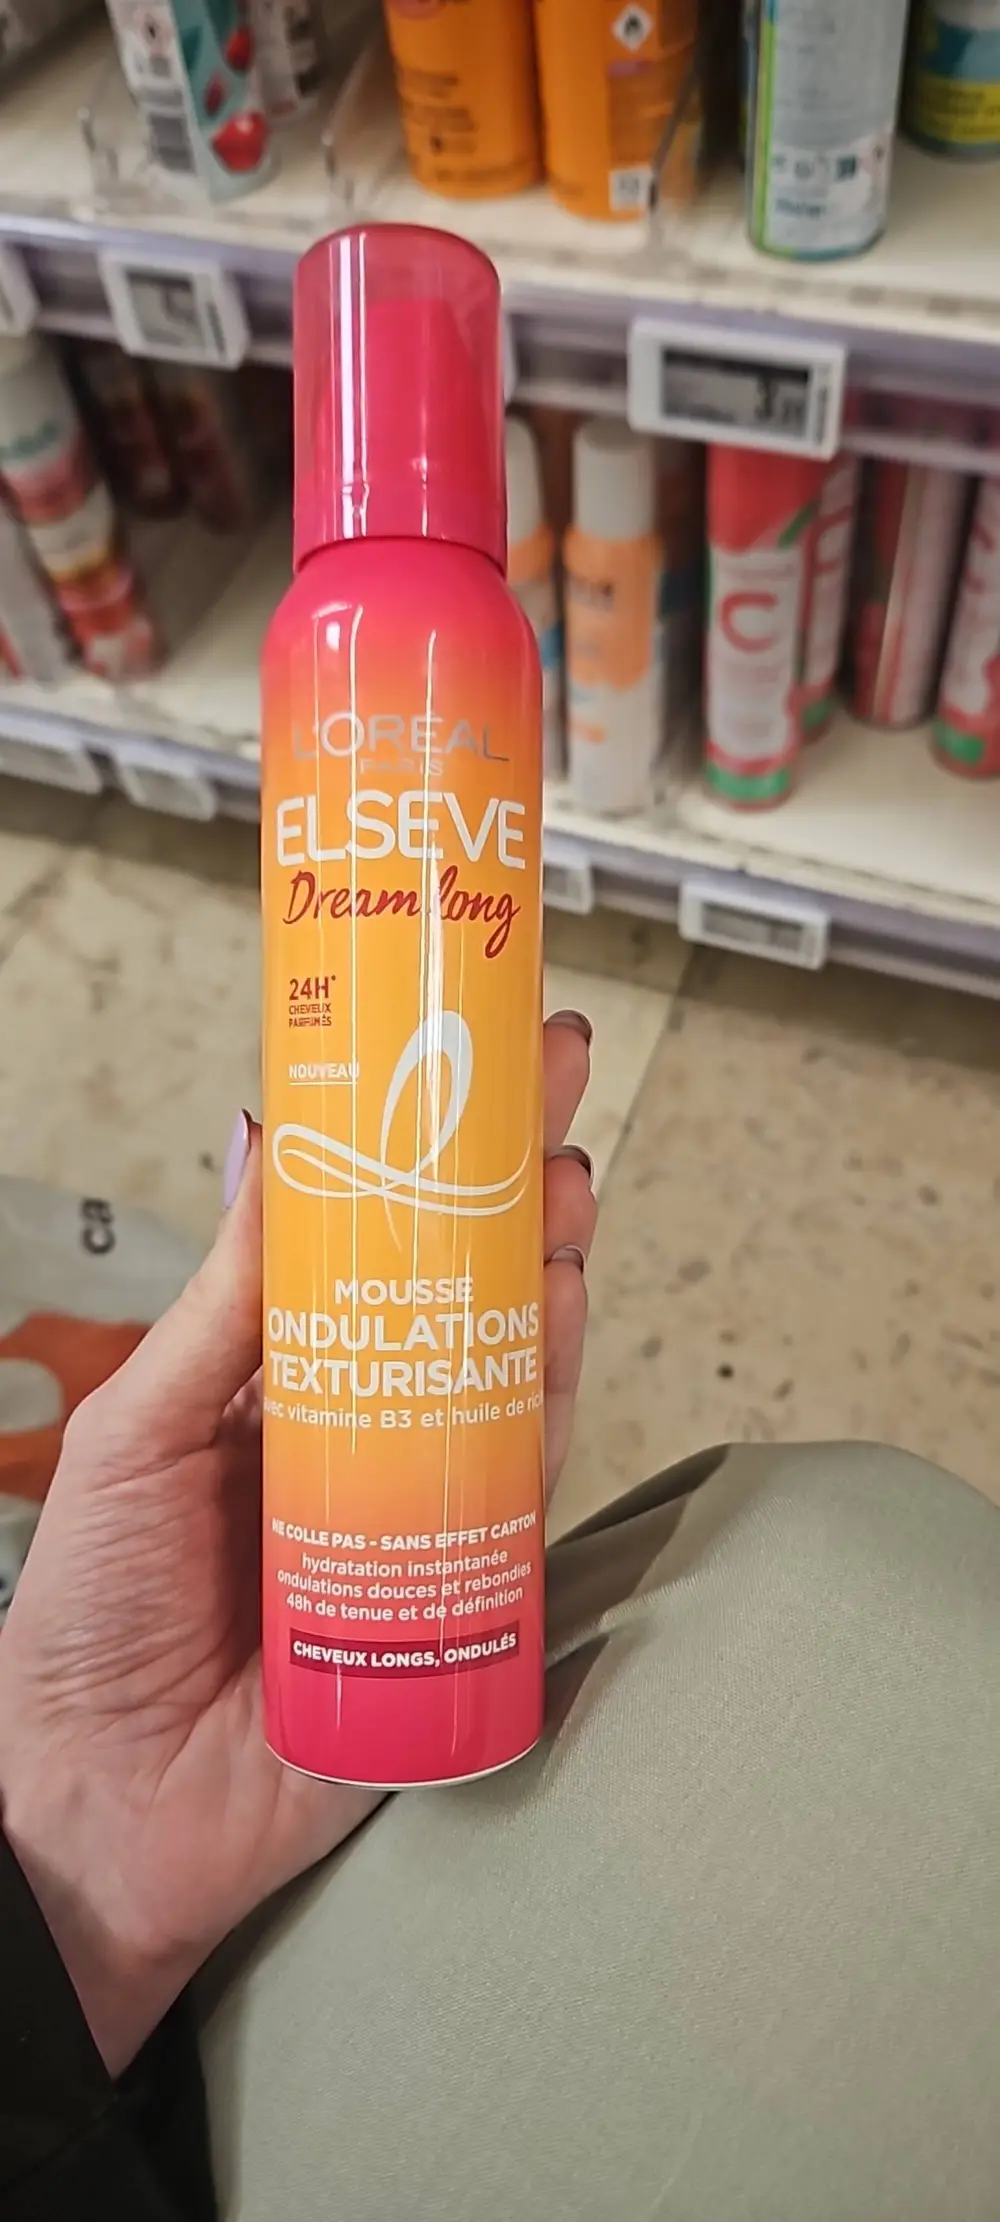 L'ORÉAL
PARIS
ELSEVE
Dream long
24H*
CHEVEUX
PARFUMÉS
NOUVEAU
MOUSSE
ONDULATIONS
TEXTURISANTE
vitamine B3 et huile de
NE COLLE PAS - SANS EFFET CARTON
hydratation instantanée
ondulations douces et rebondies
48h de tenue et de définition
CHEVEUX LONGS, ONDULÉS